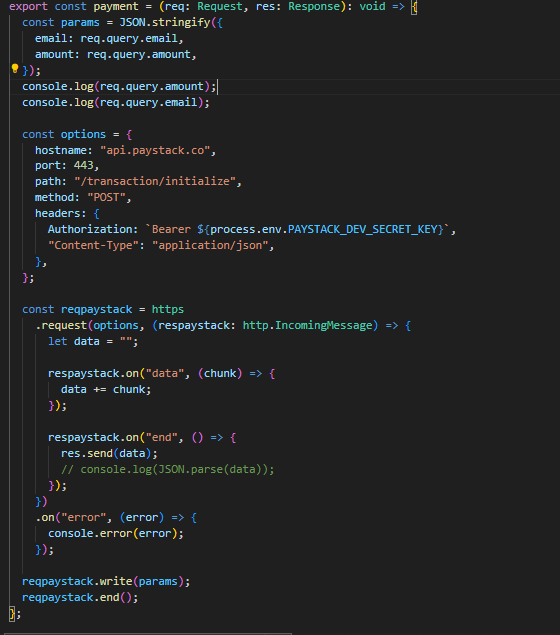 export const payment = (req: Request, res: Response): void => {
  const params = JSON.stringify({
    email: req.query.email,
    amount: req.query.amount,
  });
  console.log(req.query.amount);
  console.log(req.query.email);

  const options = {
    hostname: "api.paystack.co",
    port: 443,
    path: "/transaction/initialize",
    method: "POST",
    headers: {
      Authorization: `Bearer ${process.env.PAYSTACK_DEV_SECRET_KEY}`,
      "Content-Type": "application/json",
    },
  };

  const reqpaystack = https
    .request(options, (respaystack: http.IncomingMessage) => {
      let data = "";

      respaystack.on("data", (chunk) => {
        data += chunk;
      });

      respaystack.on("end", () => {
        res.send(data);
        // console.log(JSON.parse(data));
      });
    })
    .on("error", (error) => {
      console.error(error);
    });

  reqpaystack.write(params);
  reqpaystack.end();
};